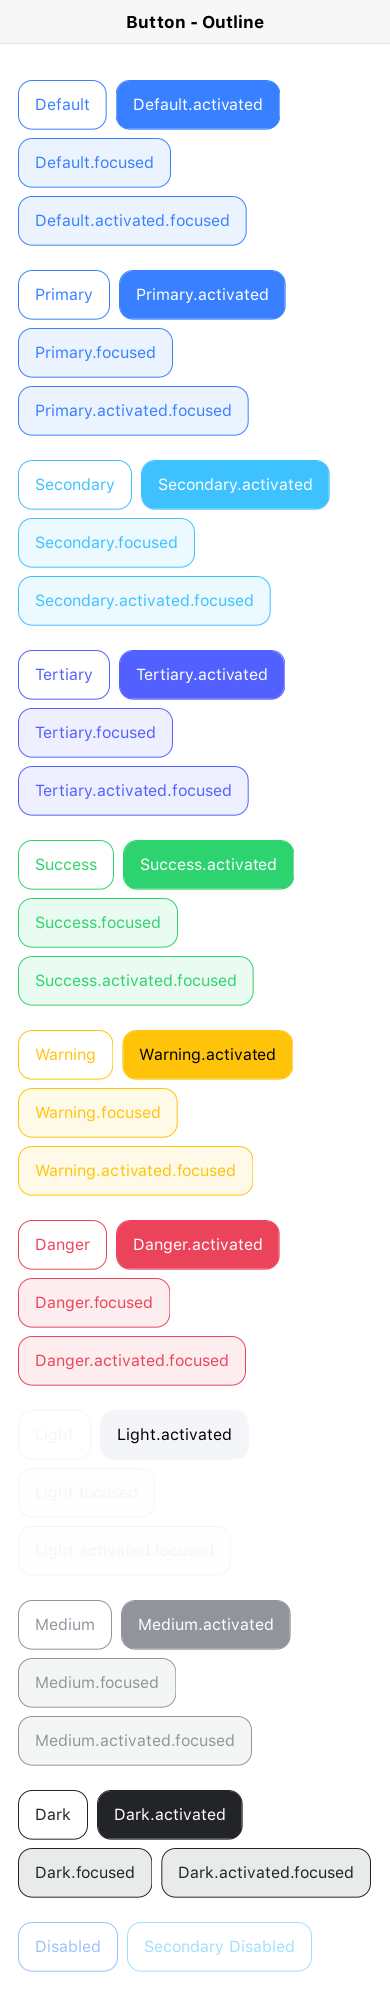 Button - Outline
Default Default.activated
Default.focused
Default.activated.focused
Primary Primary.activated
Primary.focused
Primary.activated.focused
Secondary Secondary.activated
Secondary.focused
Secondary.activated.focused
Tertiary Tertiary.activated
Tertiary.focused
Tertiary.activated.focused
Success Success.activated
Success.focused
Success.activated.focused
Warning Warning.activated
Warning.focused
Warning.activated.focused
Danger Danger.activated
Danger.focused
Danger.activated.focused
Light Light.activated
Light.focused
Light.activated.focused
Medium Medium.activated
Medium.focused
Medium.activated.focused
Dark Dark.activated
Dark.focused Dark.activated.focused
Disabled Secondary Disabled